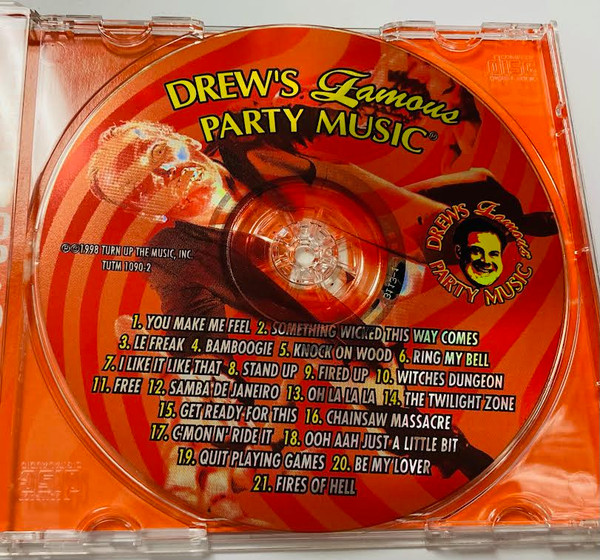 DREW'S Famous
PARTY MUSIC
℗©1998 TURN UP THE MUSIC, INC.
TUTM 1090-2
DREW'S Famous
PARTY MUSIC
1. YOU MAKE ME FEEL 2. SOMETHING WICKED THIS WAY COMES
3. LE FREAK 4. BAMBOOGIE 5. KNOCK ON WOOD 6. RING MY BELL
7. I LIKE IT LIKE THAT 8. STAND UP 9. FIRED UP 10. WITCHES DUNGEON
11. FREE 12. SAMBA DE JANEIRO 13. OH LA LA LA 14. THE TWILIGHT ZONE
15. GET READY FOR THIS 16. CHAINSAW MASSACRE
17. C'MON N' RIDE IT 18. OOH AAH JUST A LITTLE BIT
19. QUIT PLAYING GAMES 20. BE MY LOVER
21. FIRES OF HELL